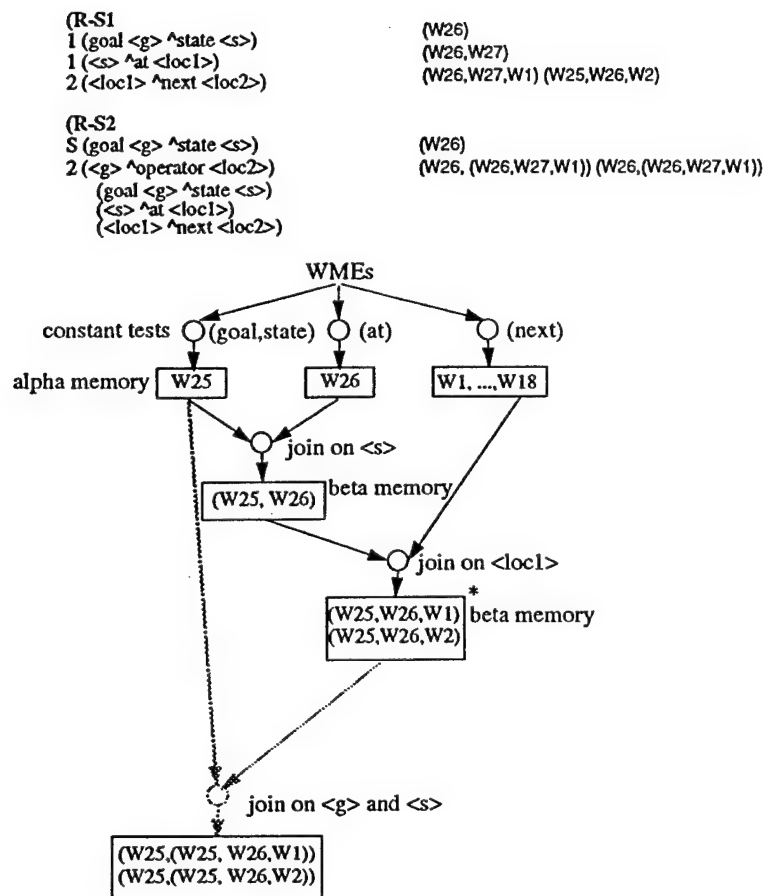 (R-S1
1 (goal <g> ^state <s>) (W26)
1 (<s> ^at <loc1>) (W26,W27)
2 (<loc1> ^next <loc2>) (W26,W27,W1) (W25,W26,W2)
(R-S2
S (goal <g> ^state <s>) (W26)
2 (<g> ^operator <loc2>) (W26, (W26,W27,W1)) (W26,(W26,W27,W1))
(goal <g> ^state <s>)
(<s> ^at <loc1>)
(<loc1> ^next <loc2>)
WMEs
constant tests (goal,state) (at) (next)
alpha memory W25 W26 W1, ...,W18
join on <s>
(W25, W26) beta memory
join on <loc1>
*
(W25,W26,W1) beta memory
(W25,W26,W2)
join on <g> and <s>
(W25,(W25, W26,W1))
(W25,(W25, W26,W2))